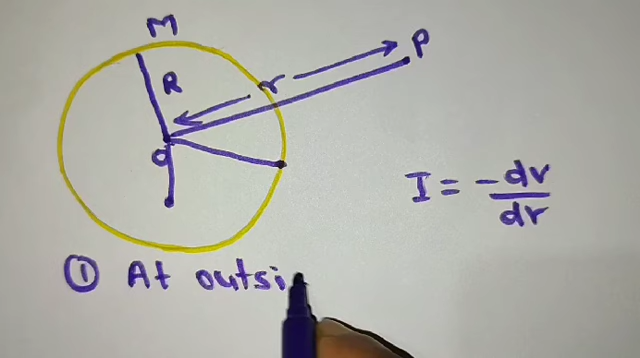 M
R
r
P
O
I = -dv/dr
① At outsi